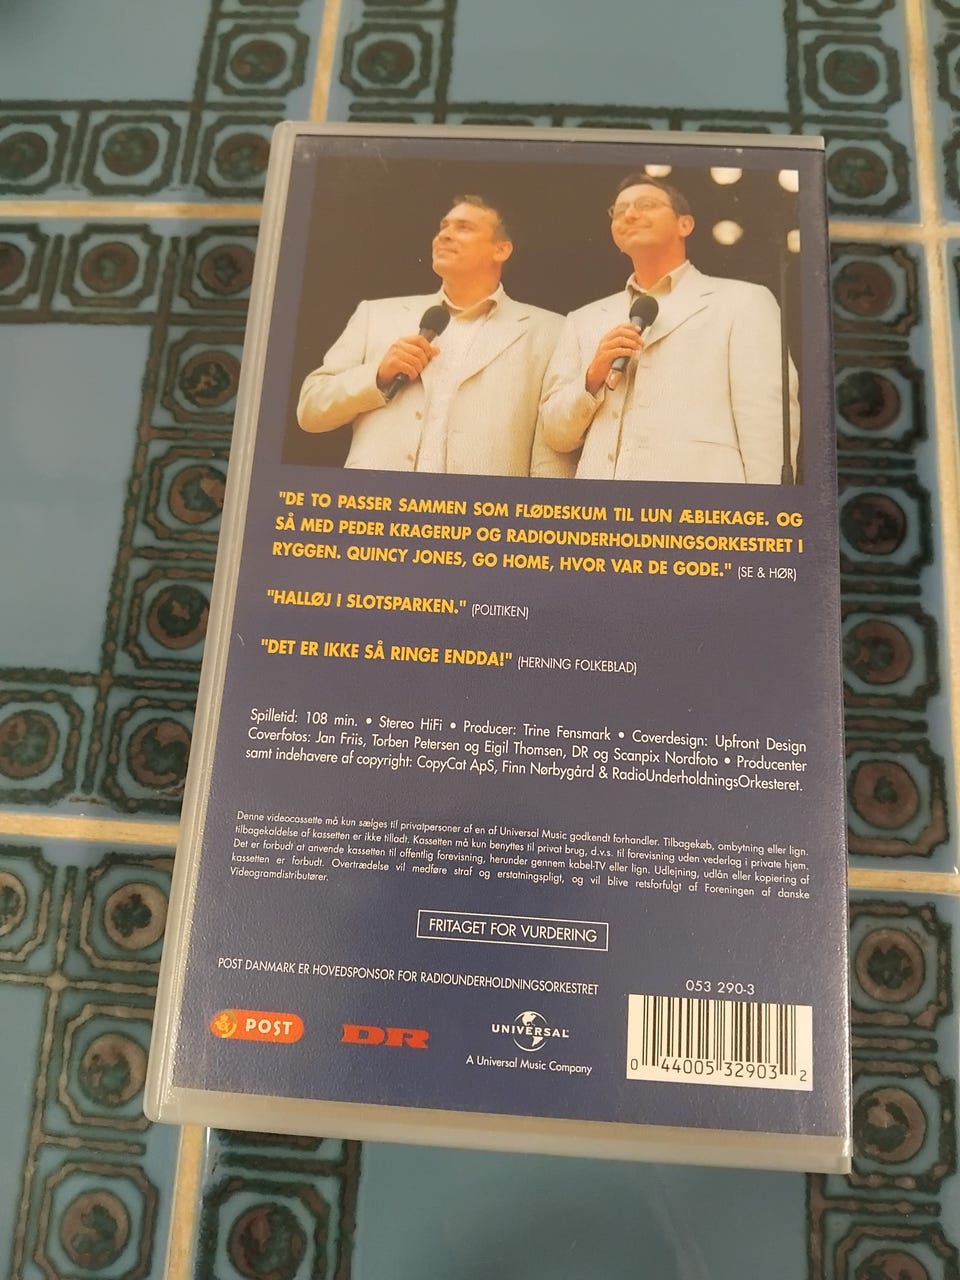 "DE TO PASSER SAMMEN SOM FLØDESKUM TIL LUN ÆBLEKAGE. OG
SÅ MED PEDER KRAGERUP OG RADIOUNDERHOLDNINGSORKESTRET I
RYGGEN. QUINCY JONES, GO HOME, HVOR VAR DE GODE." (SE & HØR)
"HALLØJ I SLOTSPARKEN." (POLITIKEN)
"DET ER IKKE SÅ RINGE ENDDA!" (HERNING FOLKEBLAD)
Spilletid: 108 min. • Stereo HiFi • Producer: Trine Fensmark • Coverdesign: Upfront Design
Coverfotos: Jan Friis, Torben Petersen og Eigil Thomsen, DR og Scanpix Nordfoto • Producenter
samt indehavere af copyright: CopyCat ApS, Finn Nørbygård & RadioUnderholdningsOrkesteret.
Denne videocassette må kun sælges til privatpersoner af en af Universal Music godkendt forhandler. Tilbagekøb, ombytning eller lign.
tilbagekaldelse af kassetten er ikke tilladt. Kassetten må kun benyttes til privat brug, d.v.s. til forevisning uden vederlag i private hjem.
Det er forbudt at anvende kassetten til offentlig forevisning, herunder gennem kabel-TV eller lign. Udlejning, udlån eller kopiering af
kassetten er forbudt. Overtrædelse vil medføre straf og erstatningspligt, og vil blive retsforfulgt af Foreningen af danske
Videogramdistributører.
FRITAGET FOR VURDERING
POST DANMARK ER HOVEDSPONSOR FOR RADIOUNDERHOLDNINGSORKESTRET
053 290-3
POST
DR
UNIVERSAL
A Universal Music Company
0 44005 32903 2